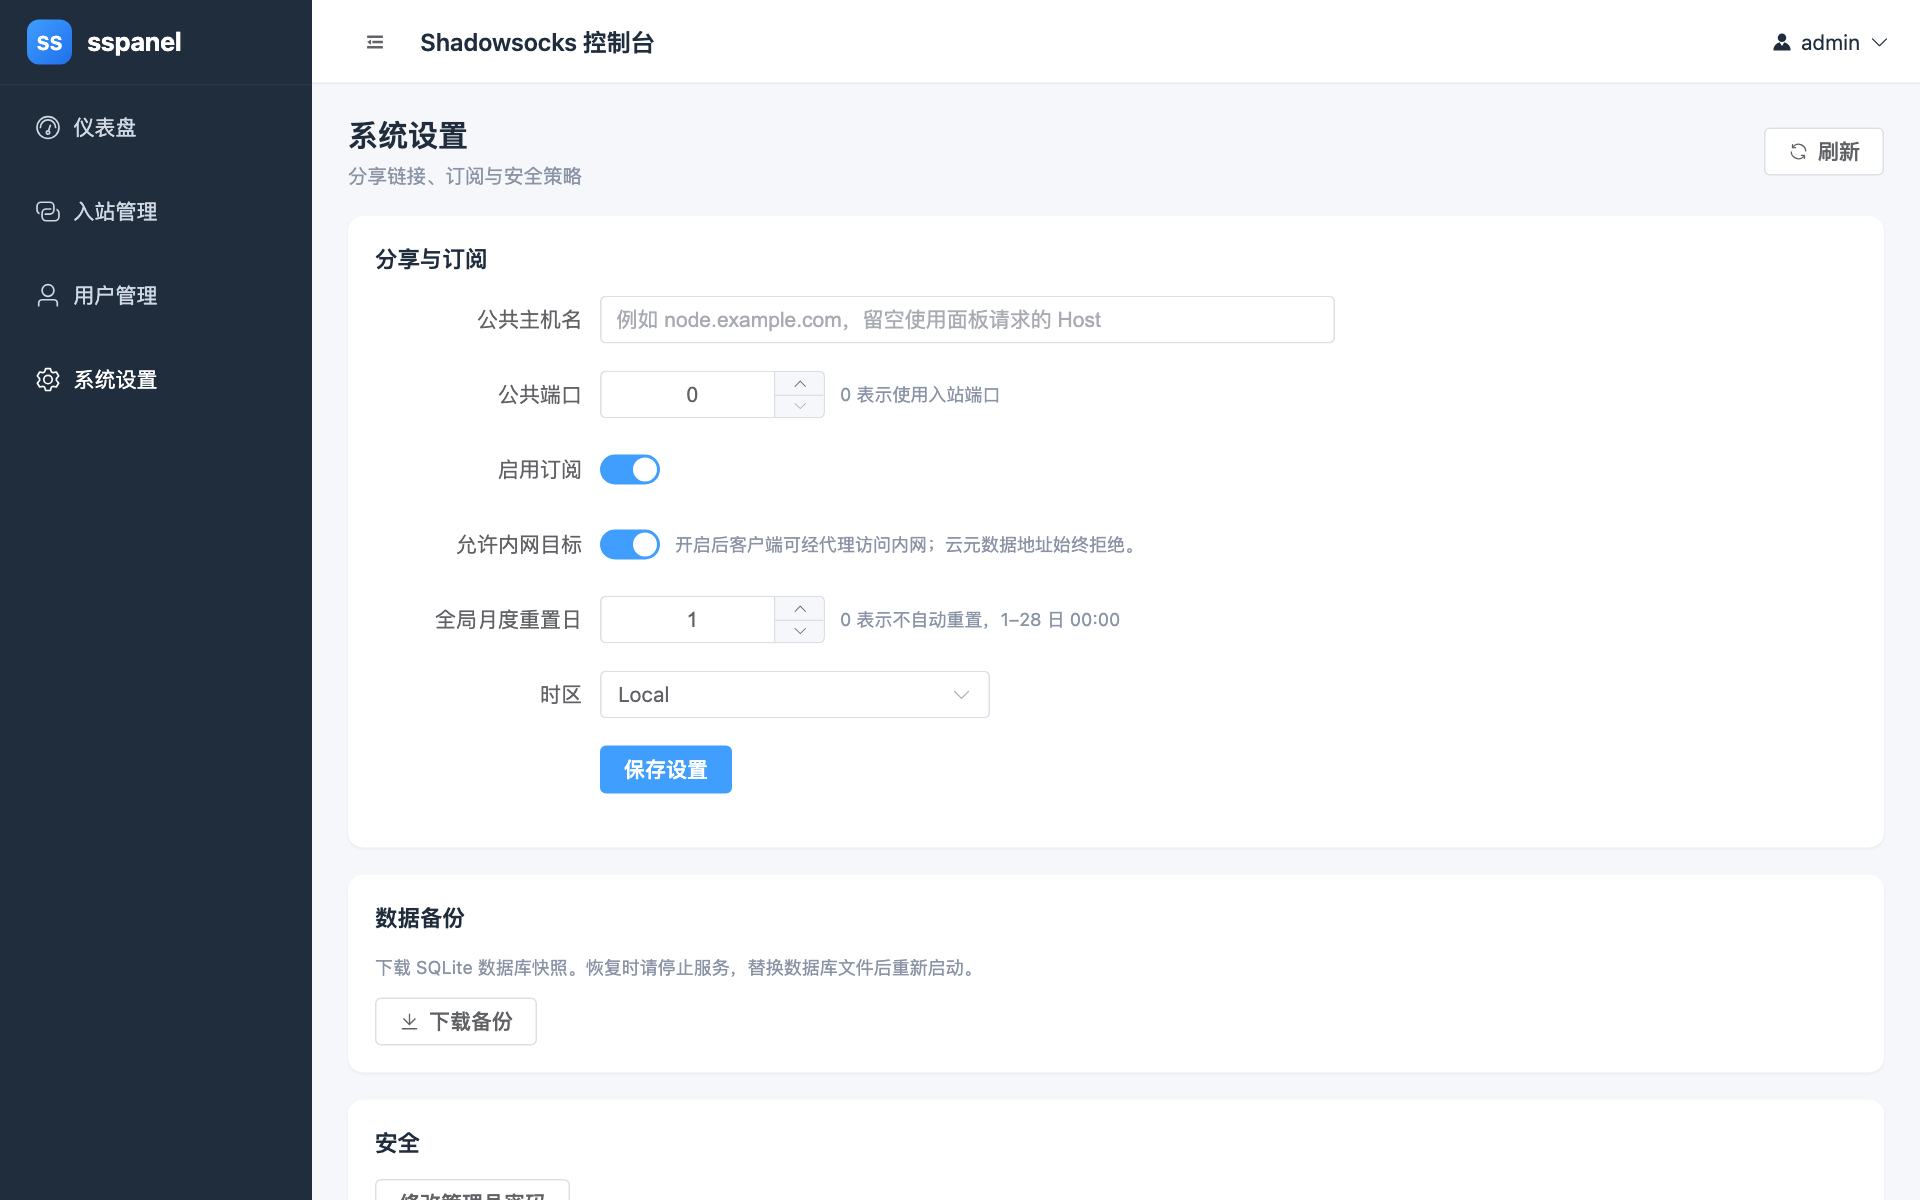 ss sspanel
Shadowsocks 控制台
admin
仪表盘
入站管理
用户管理
系统设置
系统设置
分享链接、订阅与安全策略
刷新
分享与订阅
公共主机名 例如 node.example.com，留空使用面板请求的 Host
公共端口 0 0 表示使用入站端口
启用订阅
允许内网目标 开启后客户端可经代理访问内网；云元数据地址始终拒绝。
全局月度重置日 1 0 表示不自动重置，1–28 日 00:00
时区 Local
保存设置
数据备份
下载 SQLite 数据库快照。恢复时请停止服务，替换数据库文件后重新启动。
下载备份
安全
修改管理员密码